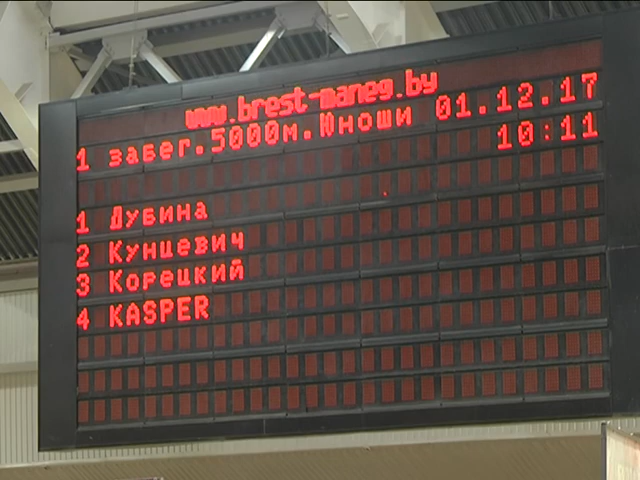 www.brest-maneg.by
1 забег.5000м.Юноши 01.12.17
10:11
1 Дубина
2 Кунцевич
3 Корецкий
4 KASPER